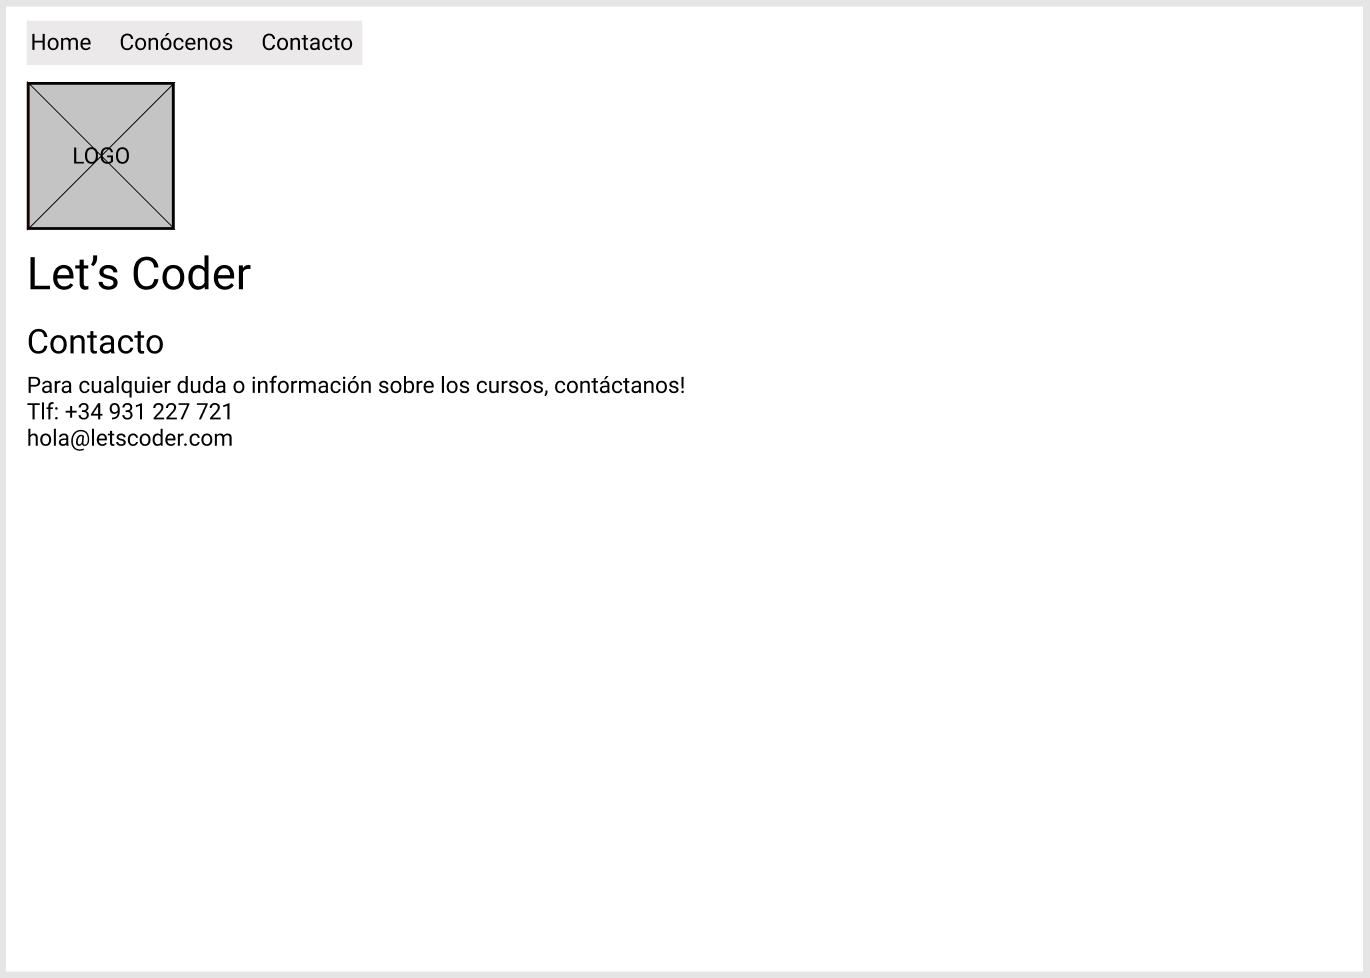 Home Conócenos Contacto
LOGO
Let’s Coder
Contacto
Para cualquier duda o información sobre los cursos, contáctanos!
Tlf: +34 931 227 721
hola@letscoder.com